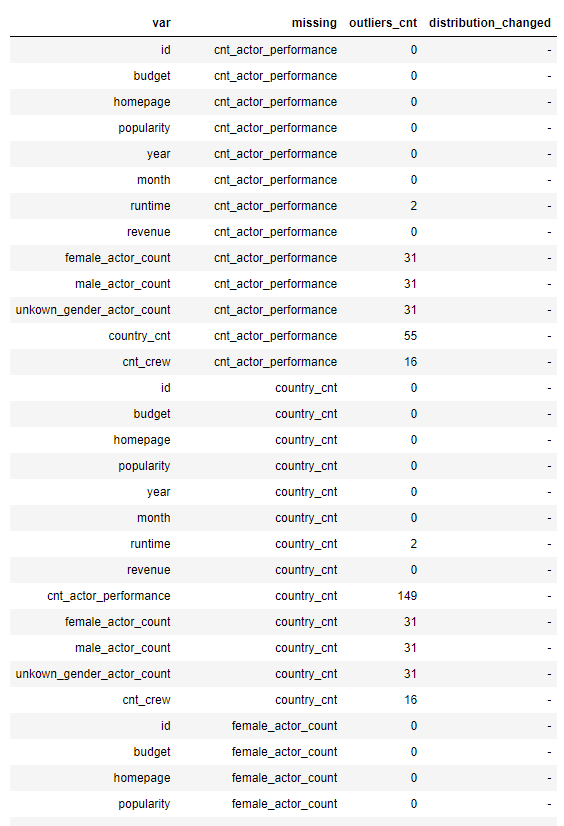 var missing outliers_cnt distribution_changed
id cnt_actor_performance 0 -
budget cnt_actor_performance 0 -
homepage cnt_actor_performance 0 -
popularity cnt_actor_performance 0 -
year cnt_actor_performance 0 -
month cnt_actor_performance 0 -
runtime cnt_actor_performance 2 -
revenue cnt_actor_performance 0 -
female_actor_count cnt_actor_performance 31 -
male_actor_count cnt_actor_performance 31 -
unkown_gender_actor_count cnt_actor_performance 31 -
country_cnt cnt_actor_performance 55 -
cnt_crew cnt_actor_performance 16 -
id country_cnt 0 -
budget country_cnt 0 -
homepage country_cnt 0 -
popularity country_cnt 0 -
year country_cnt 0 -
month country_cnt 0 -
runtime country_cnt 2 -
revenue country_cnt 0 -
cnt_actor_performance country_cnt 149 -
female_actor_count country_cnt 31 -
male_actor_count country_cnt 31 -
unkown_gender_actor_count country_cnt 31 -
cnt_crew country_cnt 16 -
id female_actor_count 0 -
budget female_actor_count 0 -
homepage female_actor_count 0 -
popularity female_actor_count 0 -